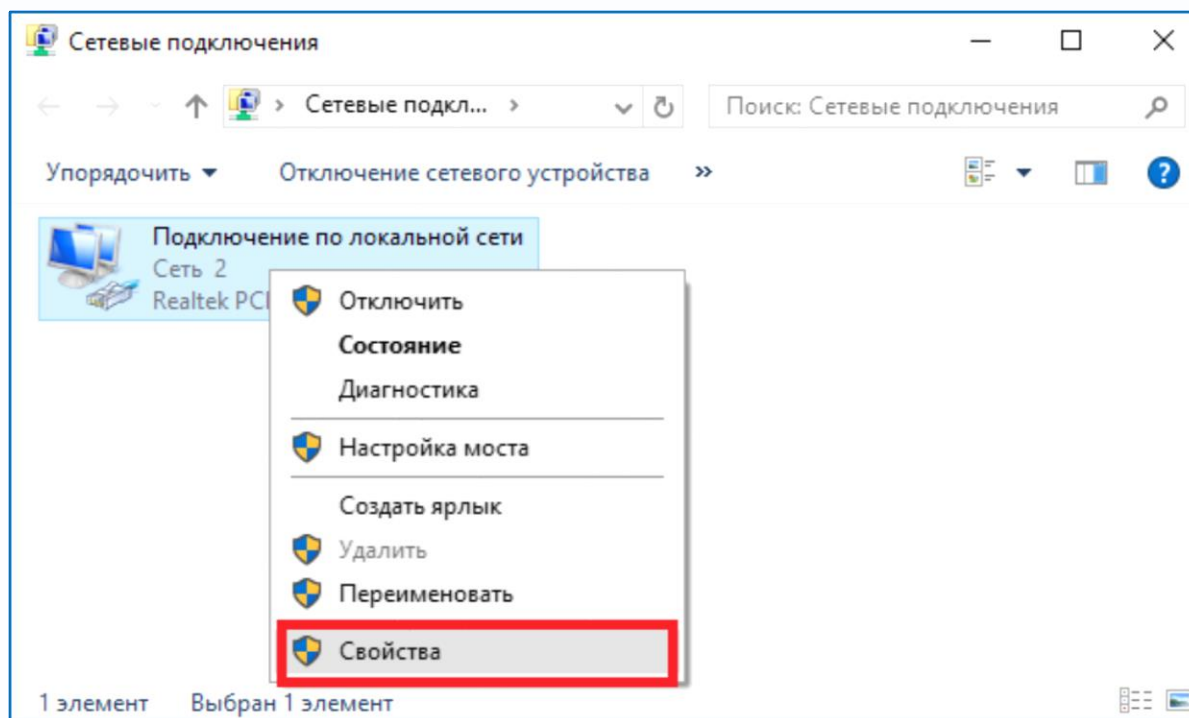 Сетевые подключения
Сетевые подкл...
Поиск: Сетевые подключения
Упорядочить
Отключение сетевого устройства
»
Подключение по локальной сети
Сеть 2
Realtek PCI
Отключить
Состояние
Диагностика
Настройка моста
Создать ярлык
Удалить
Переименовать
Свойства
1 элемент
Выбран 1 элемент